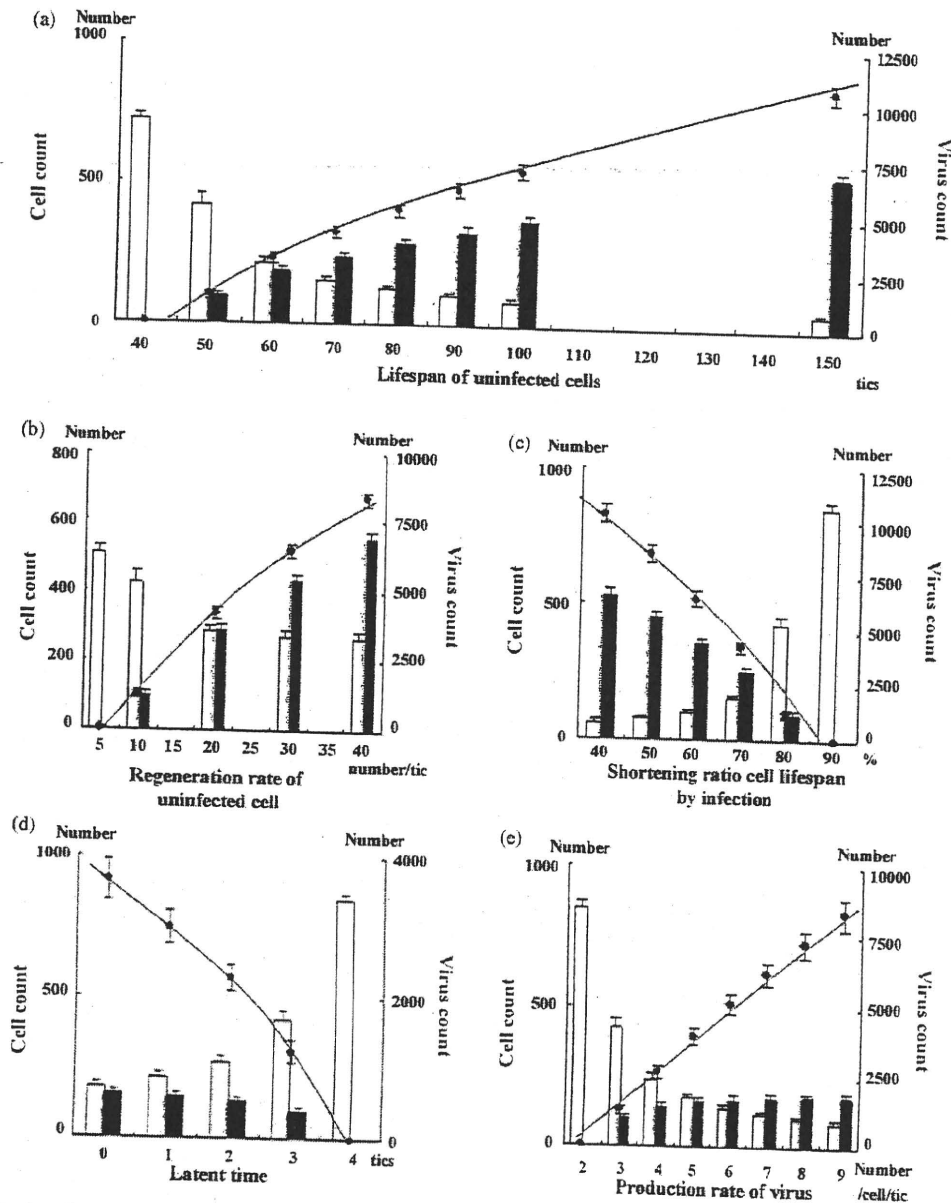 (a)
Number
1000
500
0
Cell count
Number
12500
10000
7500
5000
2500
0
Virus count
40 50 60 70 80 90 100 110 120 130 140 150
Lifespan of uninfected cells
tics
(b)
Number
800
600
400
200
0
Cell count
Number
10000
7500
5000
2500
0
Virus count
5 10 15 20 25 30 35 40
number/tic
Regeneration rate of
uninfected cell
(c)
Number
1000
500
0
Cell count
Number
12500
10000
7500
5000
2500
0
Virus count
40 50 60 70 80 90 %
Shortening ratio cell lifespan
by infection
(d)
Number
1000
500
0
Cell count
Number
4000
2000
0
Virus count
0 1 2 3 4 tics
Latent time
(e)
Number
1000
500
0
Cell count
Number
10000
7500
5000
2500
0
Virus count
2 3 4 5 6 7 8 9 Number
/cell/tic
Production rate of virus